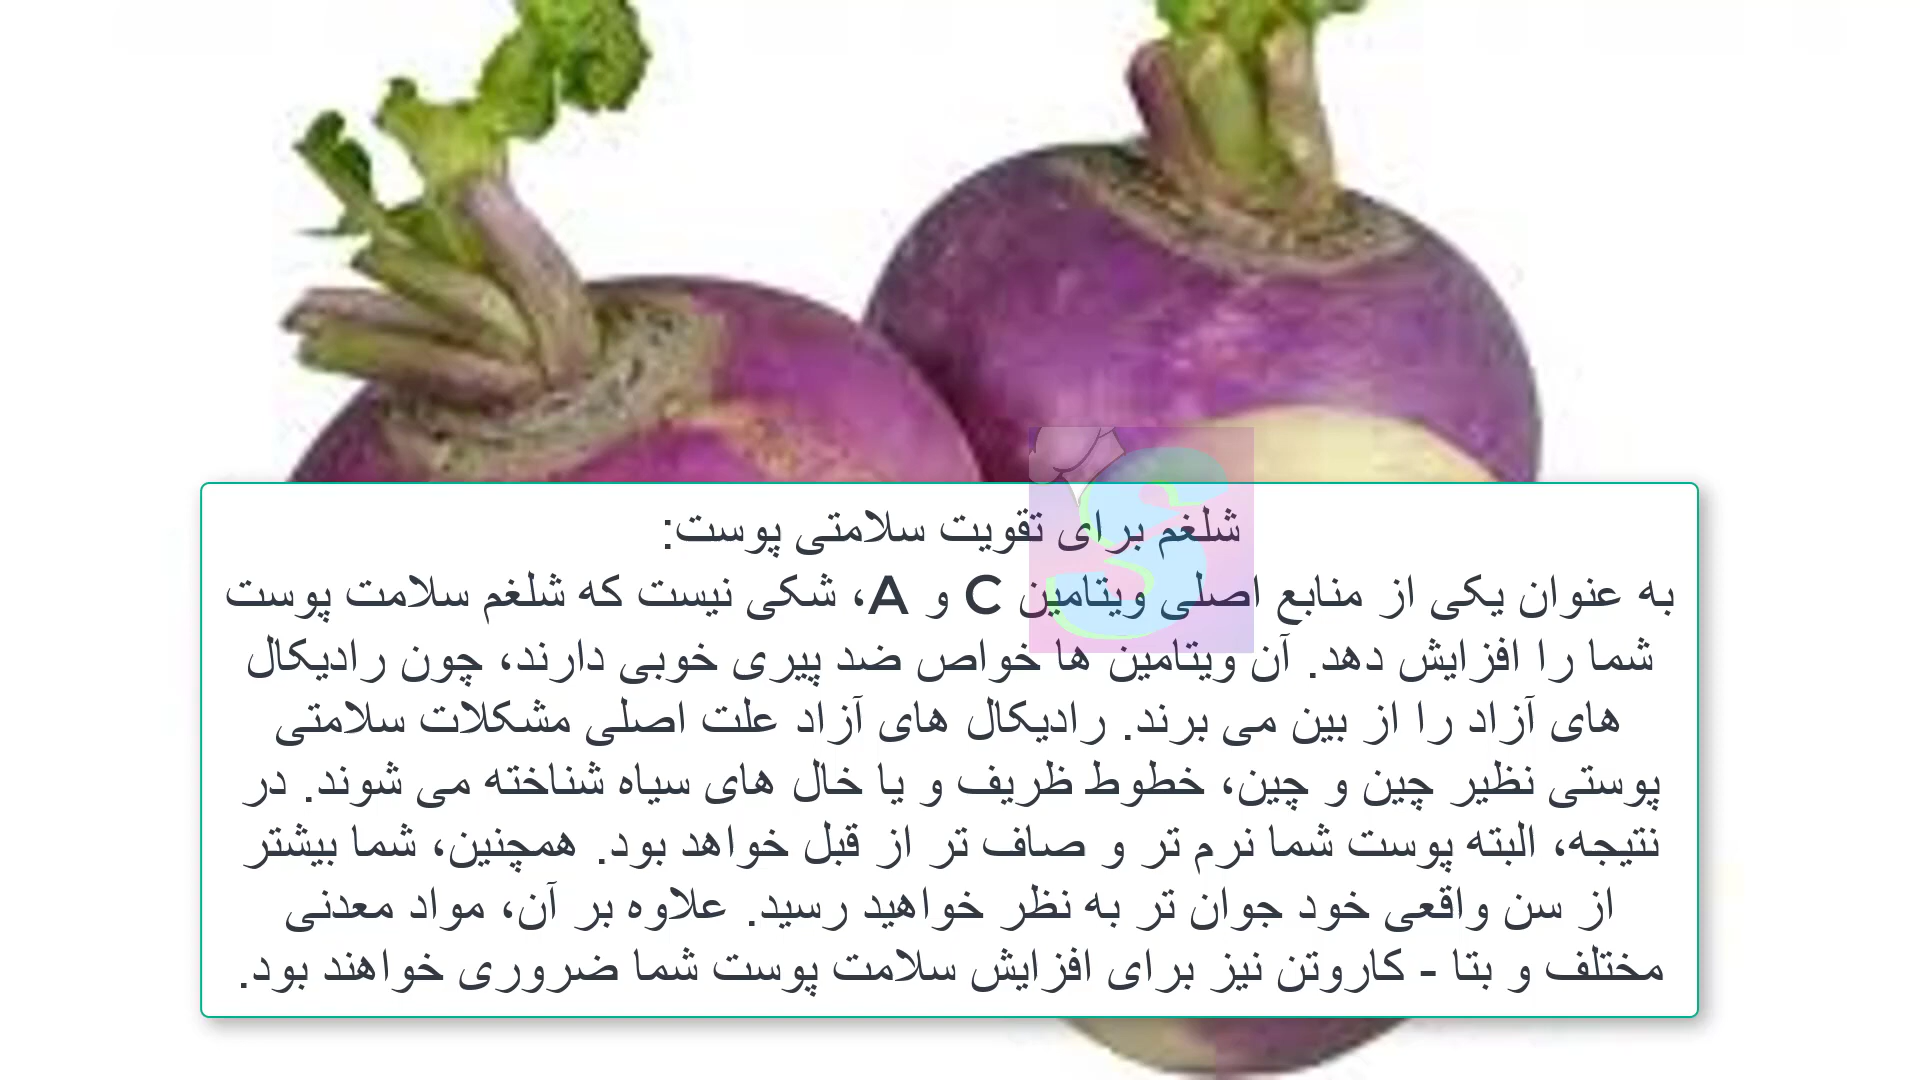 شلغم برای تقویت سلامتی پوست:
به عنوان یکی از منابع اصلی ویتامین C و A، شکی نیست که شلغم سلامت پوست
شما را افزایش دهد. آن ویتامین ها خواص ضد پیری خوبی دارند، چون رادیکال
های آزاد را از بین می برند. رادیکال های آزاد علت اصلی مشکلات سلامتی
پوستی نظیر چین و چین، خطوط ظریف و یا خال های سیاه شناخته می شوند. در
نتیجه، البته پوست شما نرم تر و صاف تر از قبل خواهد بود. همچنین، شما بیشتر
از سن واقعی خود جوان تر به نظر خواهید رسید. علاوه بر آن، مواد معدنی
مختلف و بتا - کاروتن نیز برای افزایش سلامت پوست شما ضروری خواهند بود.
S